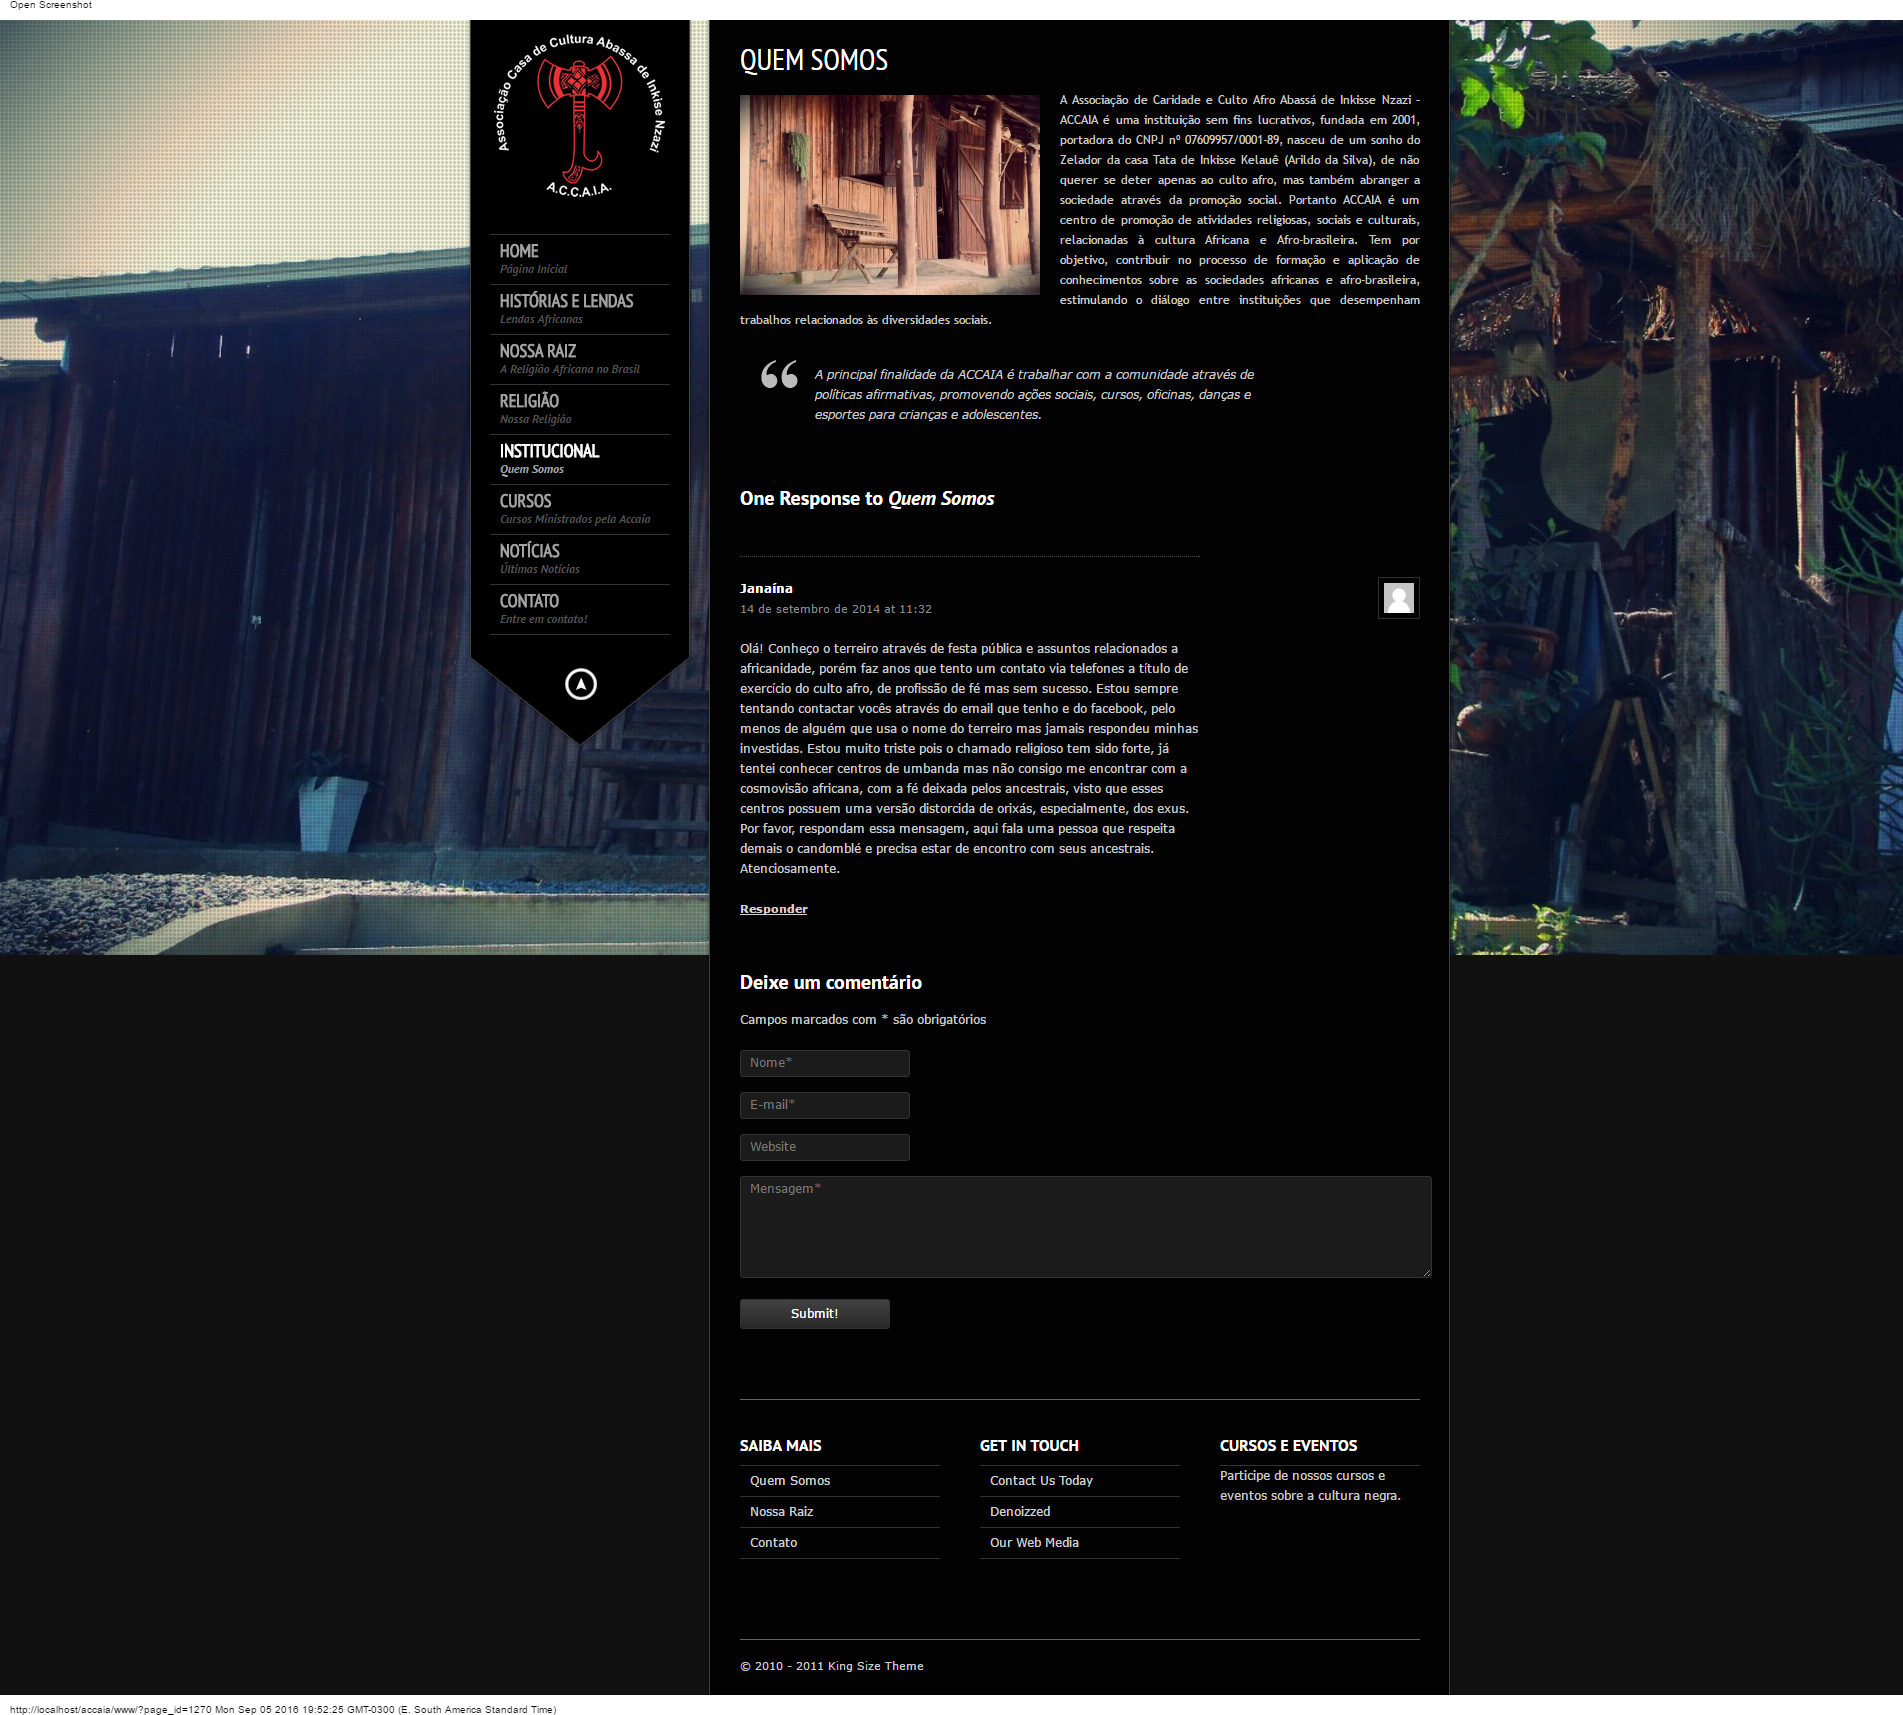 Open Screenshot
Associação Casa de Cultura Abassa de Inkise Nzazi
A.C.C.A.I.A.
HOME
Página Inicial
HISTÓRIAS E LENDAS
Lendas Africanas
NOSSA RAIZ
A Religião Africana no Brasil
RELIGIÃO
Nossa Religião
INSTITUCIONAL
Quem Somos
CURSOS
Cursos Ministrados pela Accaia
NOTÍCIAS
Últimas Notícias
CONTATO
Entre em contato!
QUEM SOMOS
A Associação de Caridade e Culto Afro Abassá de Inkisse Nzazi -
ACCAIA é uma instituição sem fins lucrativos, fundada em 2001,
portadora do CNPJ nº 07609957/0001-89, nasceu de um sonho do
Zelador da casa Tata de Inkisse Kelauê (Arildo da Silva), de não
querer se deter apenas ao culto afro, mas também abranger a
sociedade através da promoção social. Portanto ACCAIA é um
centro de promoção de atividades religiosas, sociais e culturais,
relacionadas à cultura Africana e Afro-brasileira. Tem por
objetivo, contribuir no processo de formação e aplicação de
conhecimentos sobre as sociedades africanas e afro-brasileira,
estimulando o diálogo entre instituições que desempenham
trabalhos relacionados às diversidades sociais.
“ A principal finalidade da ACCAIA é trabalhar com a comunidade através de
políticas afirmativas, promovendo ações sociais, cursos, oficinas, danças e
esportes para crianças e adolescentes.
One Response to Quem Somos
Janaína
14 de setembro de 2014 at 11:32
Olá! Conheço o terreiro através de festa pública e assuntos relacionados a
africanidade, porém faz anos que tento um contato via telefones a título de
exercício do culto afro, de profissão de fé mas sem sucesso. Estou sempre
tentando contactar vocês através do email que tenho e do facebook, pelo
menos de alguém que usa o nome do terreiro mas jamais respondeu minhas
investidas. Estou muito triste pois o chamado religioso tem sido forte, já
tentei conhecer centros de umbanda mas não consigo me encontrar com a
cosmovisão africana, com a fé deixada pelos ancestrais, visto que esses
centros possuem uma versão distorcida de orixás, especialmente, dos exus.
Por favor, respondam essa mensagem, aqui fala uma pessoa que respeita
demais o candomblé e precisa estar de encontro com seus ancestrais.
Atenciosamente.
Responder
Deixe um comentário
Campos marcados com * são obrigatórios
Nome*
E-mail*
Website
Mensagem*
Submit!
SAIBA MAIS
Quem Somos
Nossa Raiz
Contato
GET IN TOUCH
Contact Us Today
Denoizzed
Our Web Media
CURSOS E EVENTOS
Participe de nossos cursos e
eventos sobre a cultura negra.
© 2010 - 2011 King Size Theme
http://localhost/accaia/www/?page_id=1270 Mon Sep 05 2016 19:52:25 GMT-0300 (E. South America Standard Time)